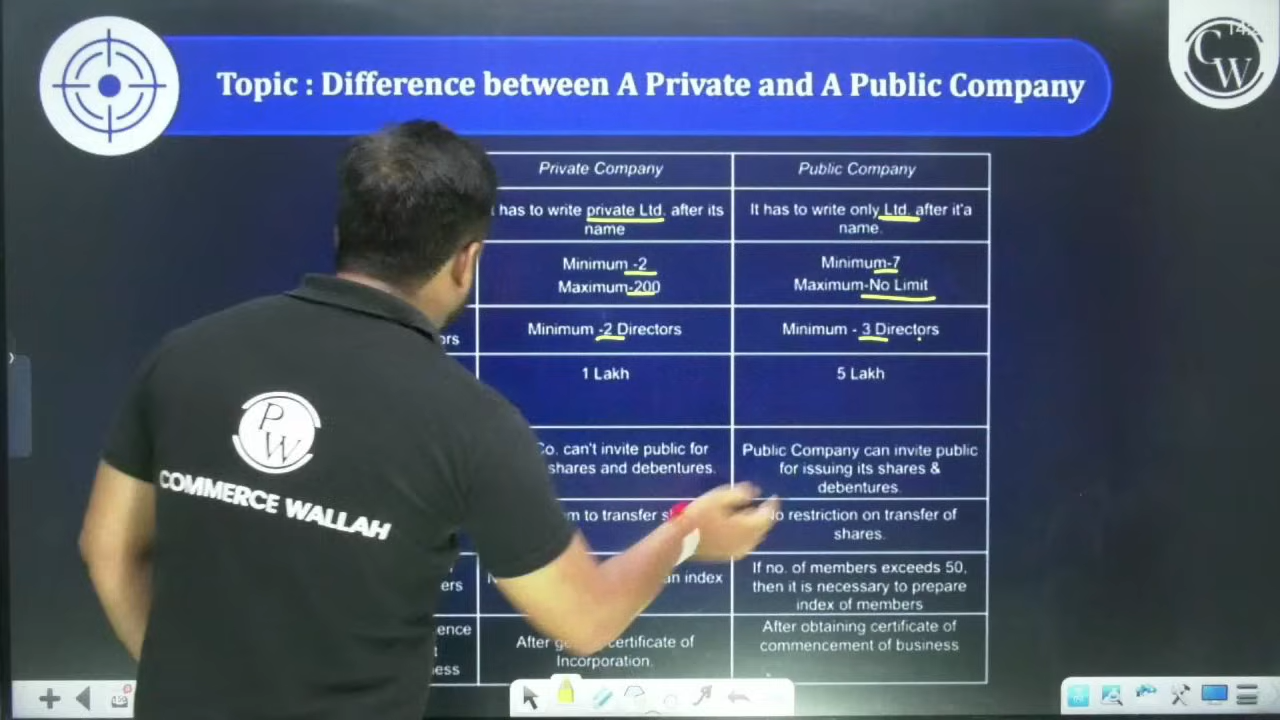 Topic : Difference between A Private and A Public Company
CW
Private Company
Public Company
has to write private Ltd. after its
name
It has to write only Ltd. after it'a
name.
Minimum -2
Maximum-200
Minimum-7
Maximum-No Limit
Minimum -2 Directors
Minimum - 3 Directors
1 Lakh
5 Lakh
Co. can't invite public for
shares and debentures.
Public Company can invite public
for issuing its shares &
debentures.
to transfer
No restriction on transfer of
shares.
index
If no. of members exceeds 50,
then it is necessary to prepare
index of members
After certificate of
Incorporation.
After obtaining certificate of
commencement of business
PW
COMMERCE WALLAH